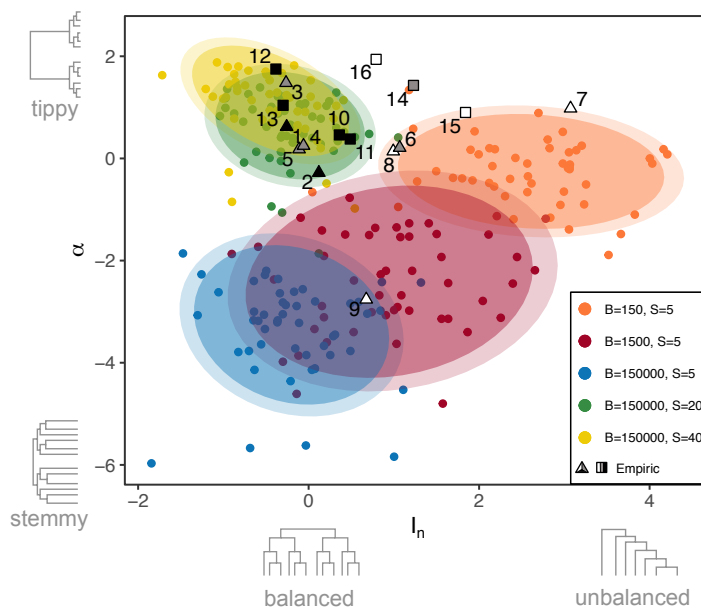 tippy
stemmy
α
2
0
−2
−4
−6
12
3
16
14
7
13
1
4
10
15
5
11
6
8
2
9
B=150, S=5
B=1500, S=5
B=150000, S=5
B=150000, S=20
B=150000, S=40
Empiric
−2
0
2
4
In
balanced
unbalanced